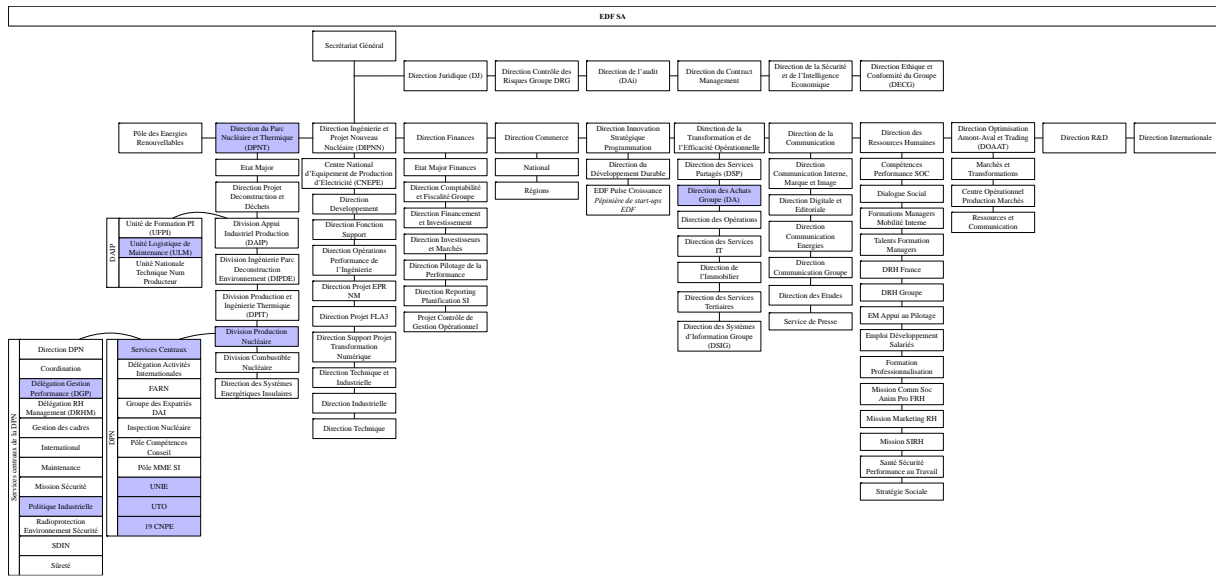 EDF SA
Secrétariat Général
Direction Juridique (DJ)
Direction Contrôle des
Risques Groupe DRG
Direction de l'audit
(DAi)
Direction du Contract
Management
Direction de la Sécurité
et de l'Intelligence
Economique
Direction Ethique et
Conformité du Groupe
(DECG)
Pôle des Energies
Renouvellables
Direction du Parc
Nucléaire et Thermique
(DPNT)
Direction Ingénierie et
Projet Nouveau
Nucléaire (DIPNN)
Direction Finances
Direction Commerce
Direction Innovation
Stratégique
Programmation
Direction de la
Transformation et de
l'Efficacité Opérationnelle
Direction de la
Communication
Direction des
Ressources Humaines
Direction Optimisation
Amont-Aval et Trading
(DOAAT)
Direction R&D
Direction Internationale
Etat Major
Direction Projet
Deconstruction et
Déchets
Division Appui
Industriel Production
(DAIP)
Division Ingénierie Parc
Deconstruction
Environnement (DIPDE)
Division Production et
Ingénierie Thermique
(DPIT)
Division Production
Nucléaire
Division Combustible
Nucléaire
Direction des Systèmes
Energétiques Insulaires
Centre National
d'Equipement de Production
d'Electricité (CNEPE)
Direction
Developpement
Direction Fonction
Support
Direction Opérations
Performance de
l'Ingénierie
Direction Projet EPR
NM
Direction Projet FLA3
Direction Support Projet
Transformation
Numérique
Direction Technique et
Industrielle
Direction Industrielle
Direction Technique
Etat Major Finances
Direction Comptabilité
et Fiscalité Groupe
Direction Financement
et Investissement
Direction Investisseurs
et Marchés
Direction Pilotage de la
Performance
Direction Reporting
Planification SI
Projet Contrôle de
Gestion Opérationnel
National
Régions
Direction du
Développement Durable
EDF Pulse Croissance
Pépinière de start-ups
EDF
Direction des Services
Partagés (DSP)
Direction des Achats
Groupe (DA)
Direction des Opérations
Direction des Services
IT
Direction de
l'Immobilier
Direction des Services
Tertiaires
Direction des Systèmes
d'Information Groupe
(DSIG)
Direction
Communication Interne,
Marque et Image
Direction Digitale et
Editoriale
Direction
Communication
Energies
Direction
Communication Groupe
Direction des Etudes
Service de Presse
Compétences
Performance SOC
Dialogue Social
Formations Managers
Mobilité Interne
Talents Formation
Managers
DRH France
DRH Groupe
EM Appui au Pilotage
Emploi Développement
Salariés
Formation
Professionnalisation
Mission Comm Soc
Anim Pro FRH
Mission Marketing RH
Mission SIRH
Santé Sécurité
Performance au Travail
Stratégie Sociale
Marchés et
Transformations
Centre Opérationnel
Production Marchés
Ressources et
Communication
DAIP
Unité de Formation PI
(UFPI)
Unité Logistique de
Maintenance (ULM)
Unité Nationale
Technique Num
Producteur
Services centraux de la DPN
Direction DPN
Coordination
Délégation Gestion
Performance (DGP)
Délégation RH
Management (DRHM)
Gestion des cadres
International
Maintenance
Mission Sécurité
Politique Industrielle
Radioprotection
Environnement Sécurité
SDIN
Sûreté
DPN
Services Centraux
Délégation Activités
Internationales
FARN
Groupe des Expatriés
DAI
Inspection Nucléaire
Pôle Compétences
Conseil
Pôle MME SI
UNIE
UTO
19 CNPE